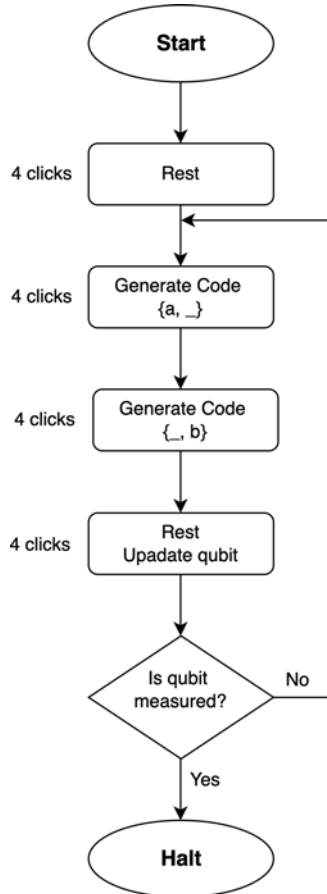 Start
4 clicks
Rest
4 clicks
Generate Code
{a, _}
4 clicks
Generate Code
{_, b}
4 clicks
Rest
Upadate qubit
Is qubit
measured?
No
Yes
Halt